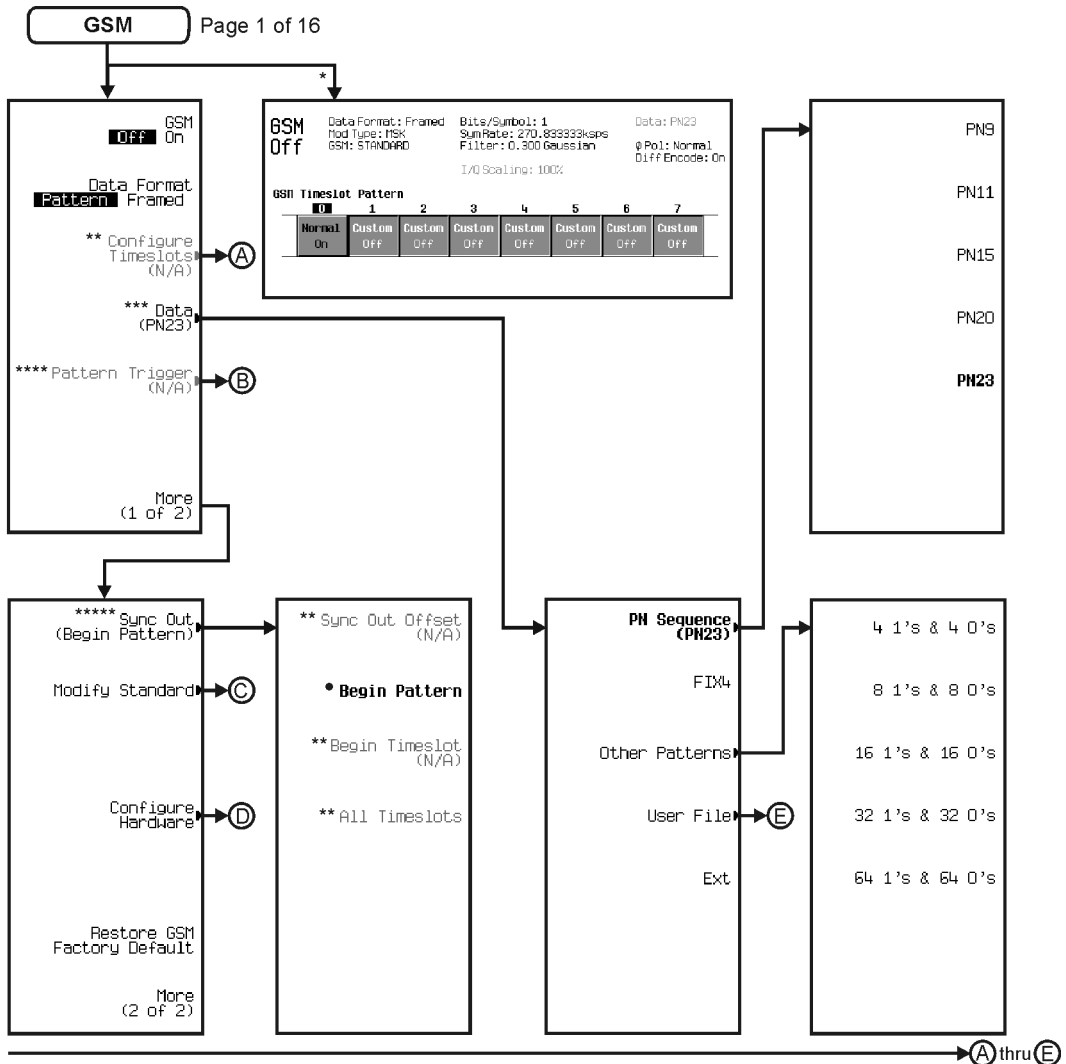 GSM
Page 1 of 16
GSM
Off On
Data Format
Pattern Framed
** Configure
Timeslots
(N/A)
A
*** Data
(PN23)
**** Pattern Trigger
(N/A)
B
More
(1 of 2)
*
GSM
Off
Data Format: Framed
Mod Type: MSK
GSM: STANDARD
Bits/Symbol: 1
Sym Rate: 270.833333ksps
Filter: 0.300 Gaussian
I/Q Scaling: 100%
Data: PN23
Ø Pol: Normal
Diff Encode: On
GSM Timeslot Pattern
0 1 2 3 4 5 6 7
Normal Custom Custom Custom Custom Custom Custom Custom
On Off Off Off Off Off Off Off
PN9
PN11
PN15
PN20
PN23
***** Sync Out
(Begin Pattern)
Modify Standard
C
Configure
Hardware
D
Restore GSM
Factory Default
More
(2 of 2)
** Sync Out Offset
(N/A)
• Begin Pattern
** Begin Timeslot
(N/A)
** All Timeslots
PN Sequence
(PN23)
FIX4
Other Patterns
User File
E
Ext
4 1's & 4 0's
8 1's & 8 0's
16 1's & 16 0's
32 1's & 32 0's
64 1's & 64 0's
A thru E